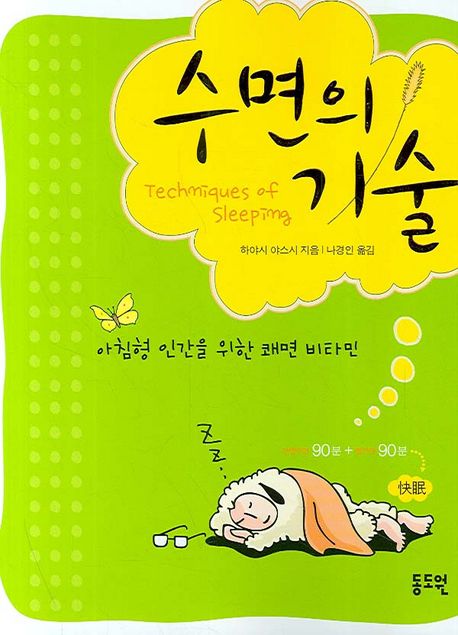 수면의
기술
Techniques of
Sleeping
하야시 야스시 지음 | 나경인 옮김
아침형 인간을 위한 쾌면 비타민
z
z
90분 + 90분
快眠
동도원